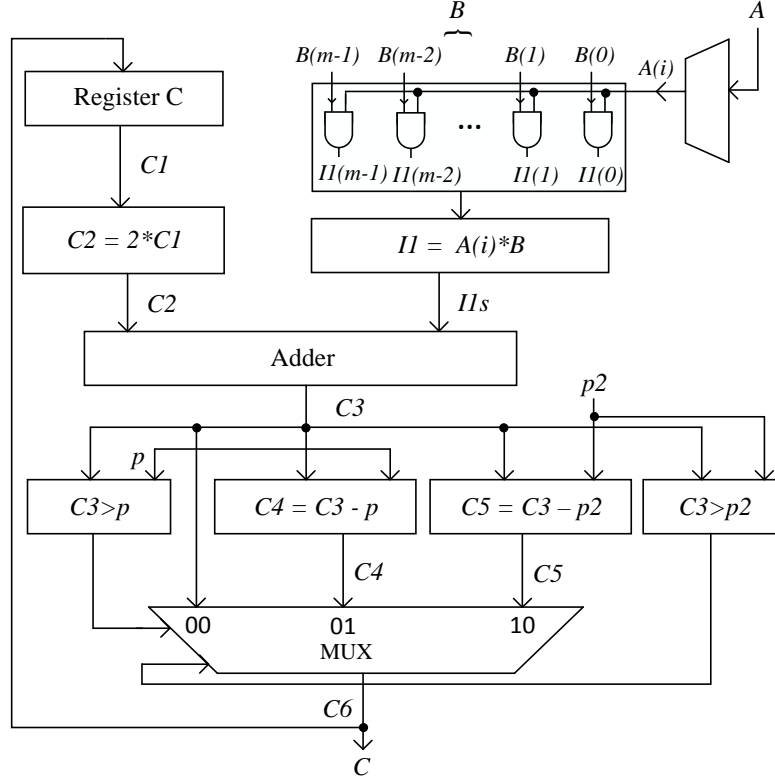 B
A
B(m-1) B(m-2) B(1) B(0)
A(i)
Register C
...
I1(m-1) I1(m-2) I1(1) I1(0)
C1
C2 = 2*C1
I1 = A(i)*B
C2
I1s
Adder
p2
C3
p
C3>p
C4 = C3 - p
C5 = C3 – p2
C3>p2
C4
C5
00
01
10
MUX
C6
C